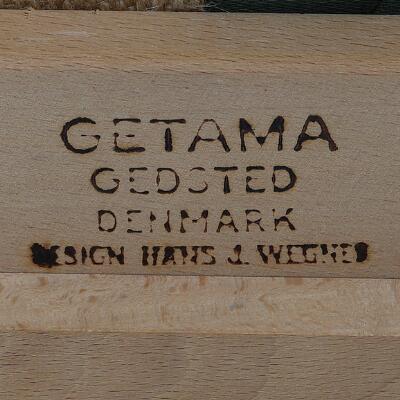 GETAMA
GEDSTED
DENMARK
DESIGN HANS J. WEGNER